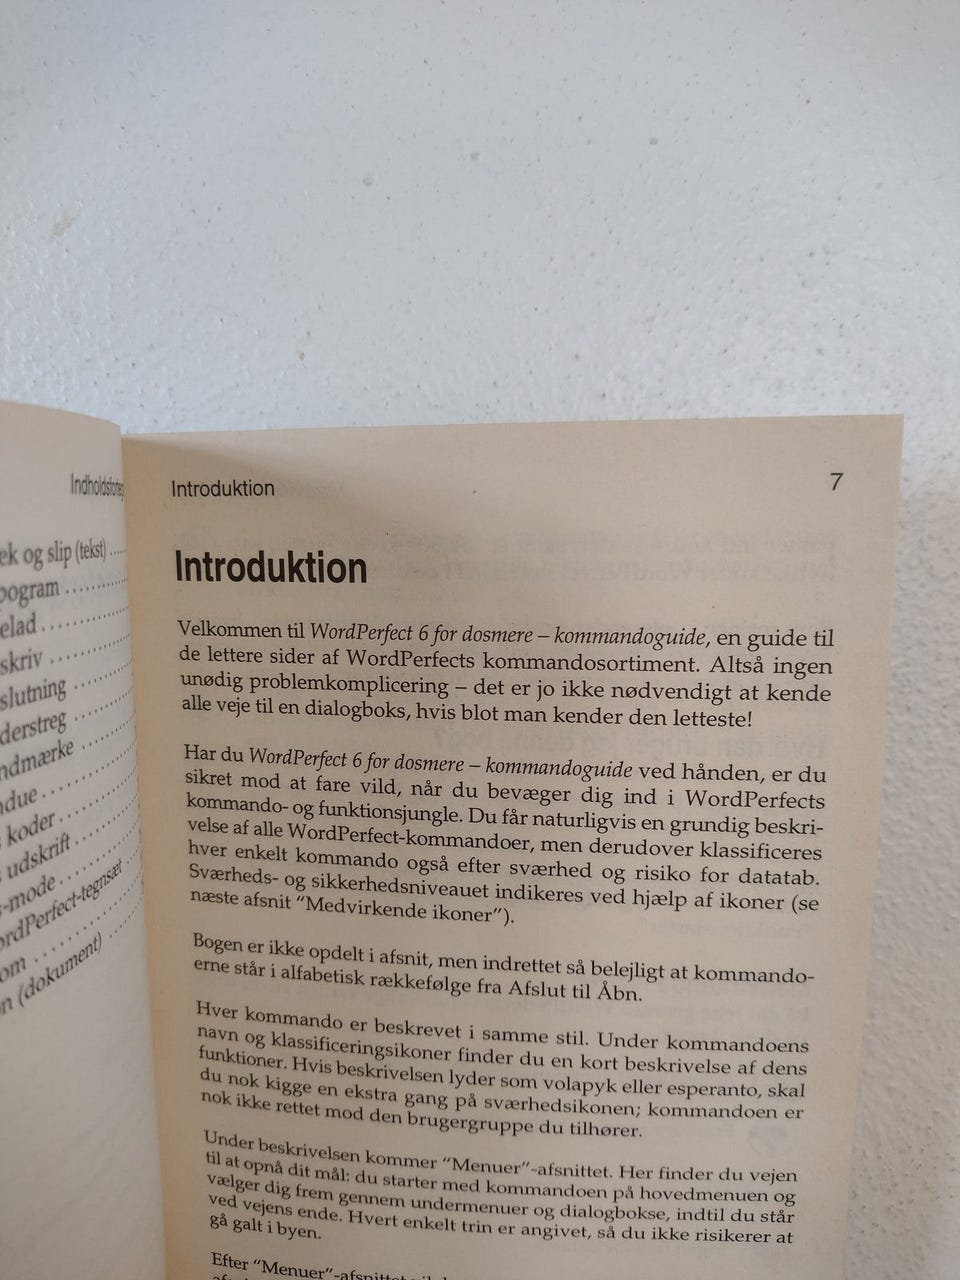 Indholdsforteg
ek og slip (tekst) .....
pogram ............
elad ...............
skriv ...........
slutning ........
derstreg ........
ndmærke ......
ndue ............
koder ...........
udskrift .........
-mode ............
ordPerfect-tegnsæt
om ............
n (dokument) .....
Introduktion
7
Introduktion
Velkommen til WordPerfect 6 for dosmere – kommandoguide, en guide til
de lettere sider af WordPerfects kommandosortiment. Altså ingen
unødig problemkomplicering – det er jo ikke nødvendigt at kende
alle veje til en dialogboks, hvis blot man kender den letteste!
Har du WordPerfect 6 for dosmere – kommandoguide ved hånden, er du
sikret mod at fare vild, når du bevæger dig ind i WordPerfects
kommando- og funktionsjungle. Du får naturligvis en grundig beskri-
velse af alle WordPerfect-kommandoer, men derudover klassificeres
hver enkelt kommando også efter sværhed og risiko for datatab.
Sværheds- og sikkerhedsniveauet indikeres ved hjælp af ikoner (se
næste afsnit “Medvirkende ikoner”).
Bogen er ikke opdelt i afsnit, men indrettet så belejligt at kommando-
erne står i alfabetisk rækkefølge fra Afslut til Åbn.
Hver kommando er beskrevet i samme stil. Under kommandoens
navn og klassificeringsikoner finder du en kort beskrivelse af dens
funktioner. Hvis beskrivelsen lyder som volapyk eller esperanto, skal
du nok kigge en ekstra gang på sværhedsikonen; kommandoen er
nok ikke rettet mod den brugergruppe du tilhører.
Under beskrivelsen kommer “Menuer”-afsnittet. Her finder du vejen
til at opnå dit mål: du starter med kommandoen på hovedmenuen og
vælger dig frem gennem undermenuer og dialogbokse, indtil du står
ved vejens ende. Hvert enkelt trin er angivet, så du ikke risikerer at
gå galt i byen.
Efter “Menuer”-afsnittet